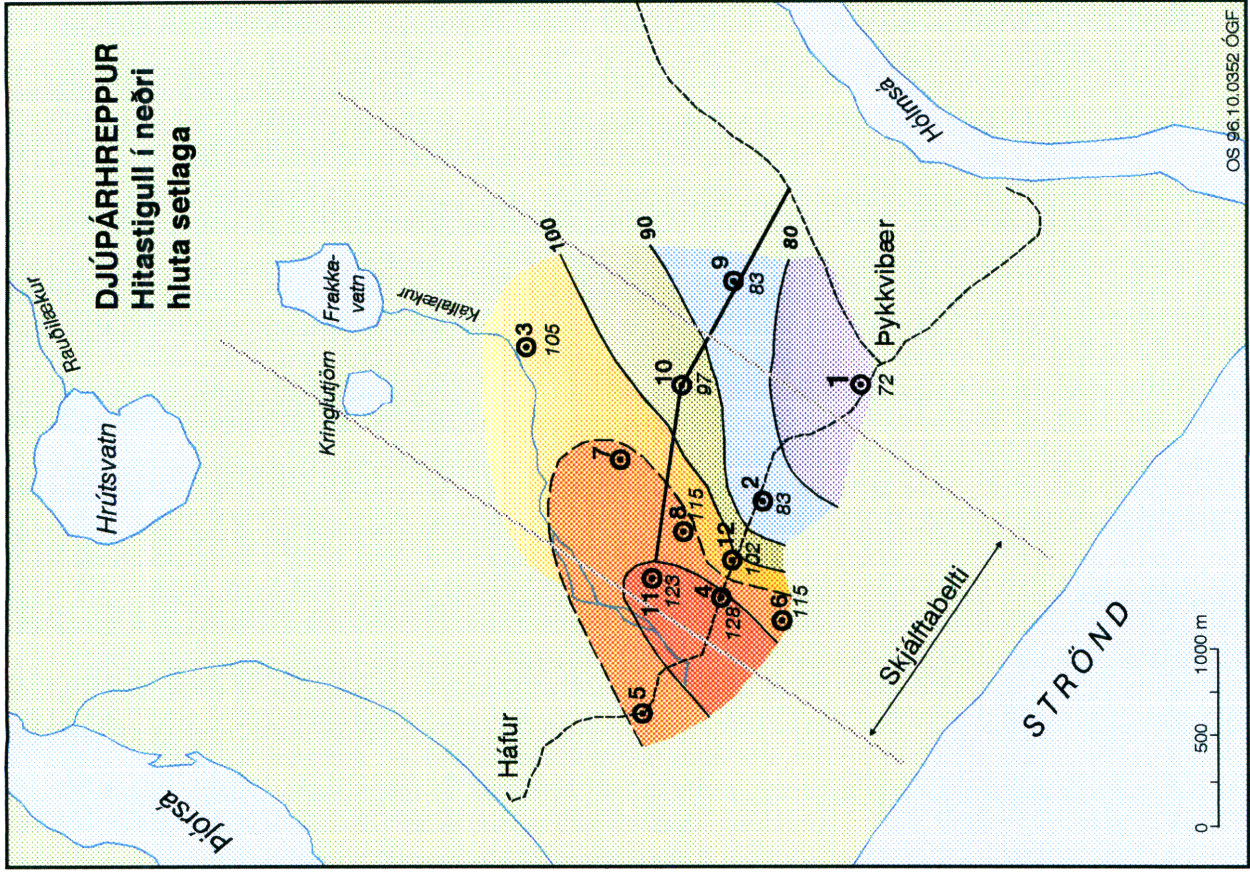 DJÚPÁRHREPPUR
Hitastigull í neðri
hluta setlaga
Rauðilækur
Hrútsvatn
Kringlutjörn
Frakka-
vatn
Kálfalækur
Þjórsá
Háfur
Hólmsá
Þykkvibær
100
90
80
3
105
10
97
9
83
7
8
115
11
123
12
102
4
128
6
115
5
2
83
1
72
Skjálftabelti
STRÖND
0 500 1000 m
OS 96.10.0352 ÓGF